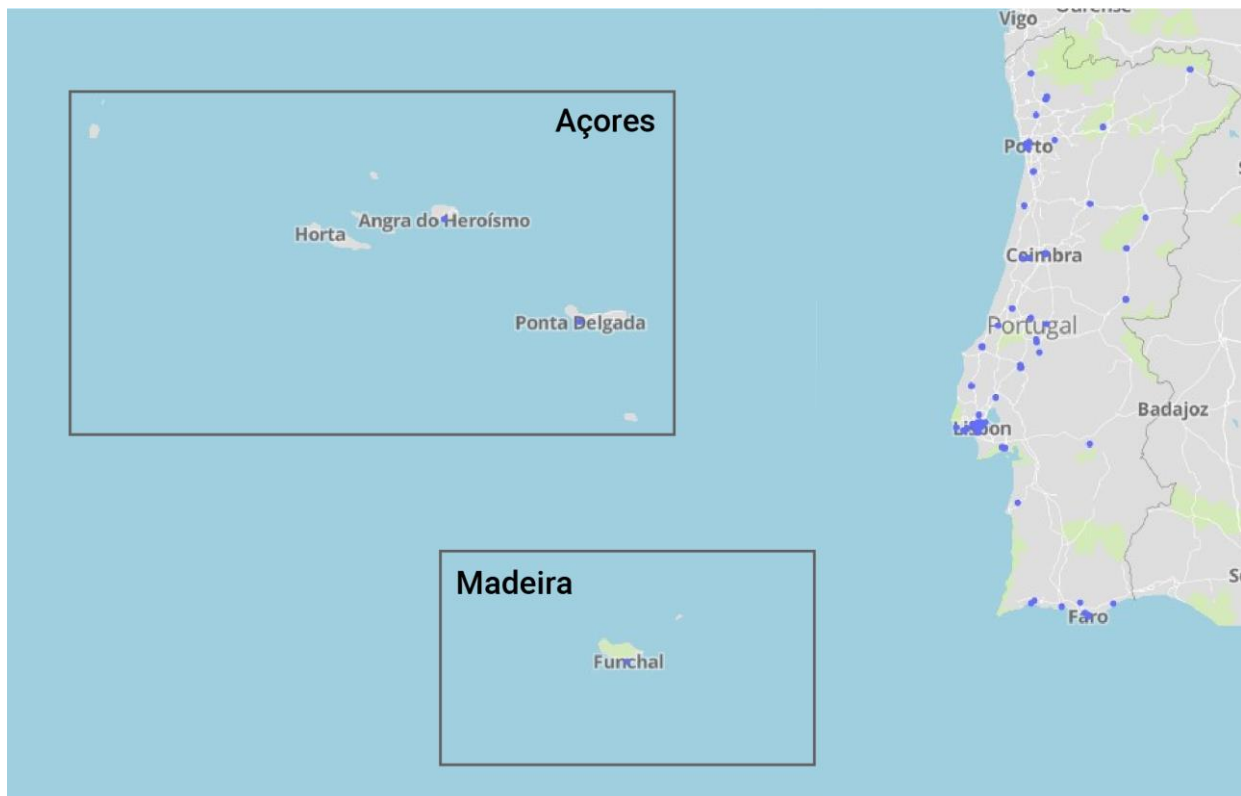 Vigo
Açores
Porto
Angra do Heroísmo
Horta
Coimbra
Ponta Delgada
Portugal
Badajoz
Lisbon
Madeira
Faro
Funchal